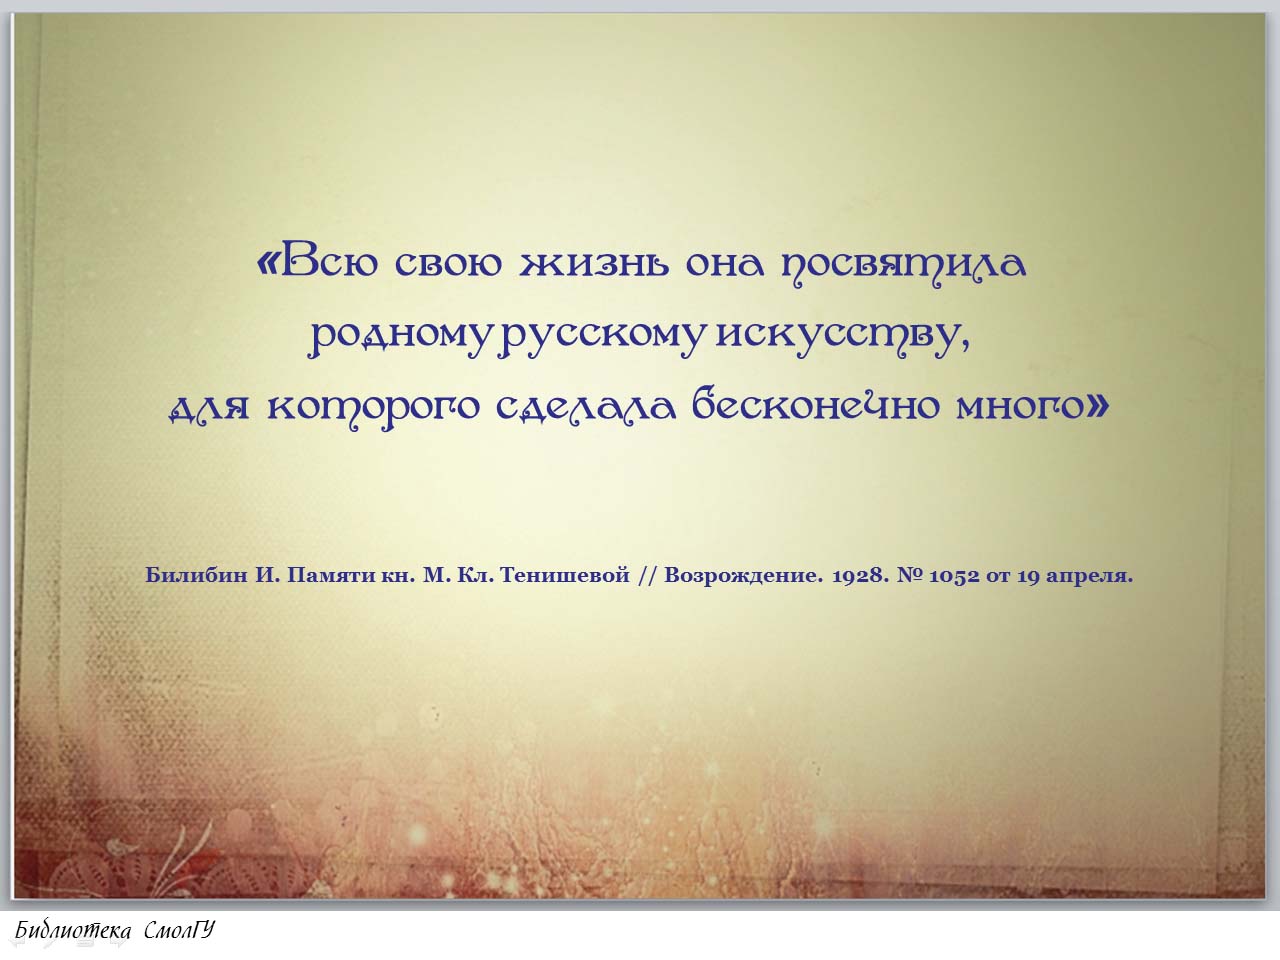 «Всю свою жизнь она посвятила
родному русскому искусству,
для которого сделала бесконечно много»
Билибин И. Памяти кн. М. Кл. Тенишевой // Возрождение. 1928. № 1052 от 19 апреля.
Библиотека СмолГУ